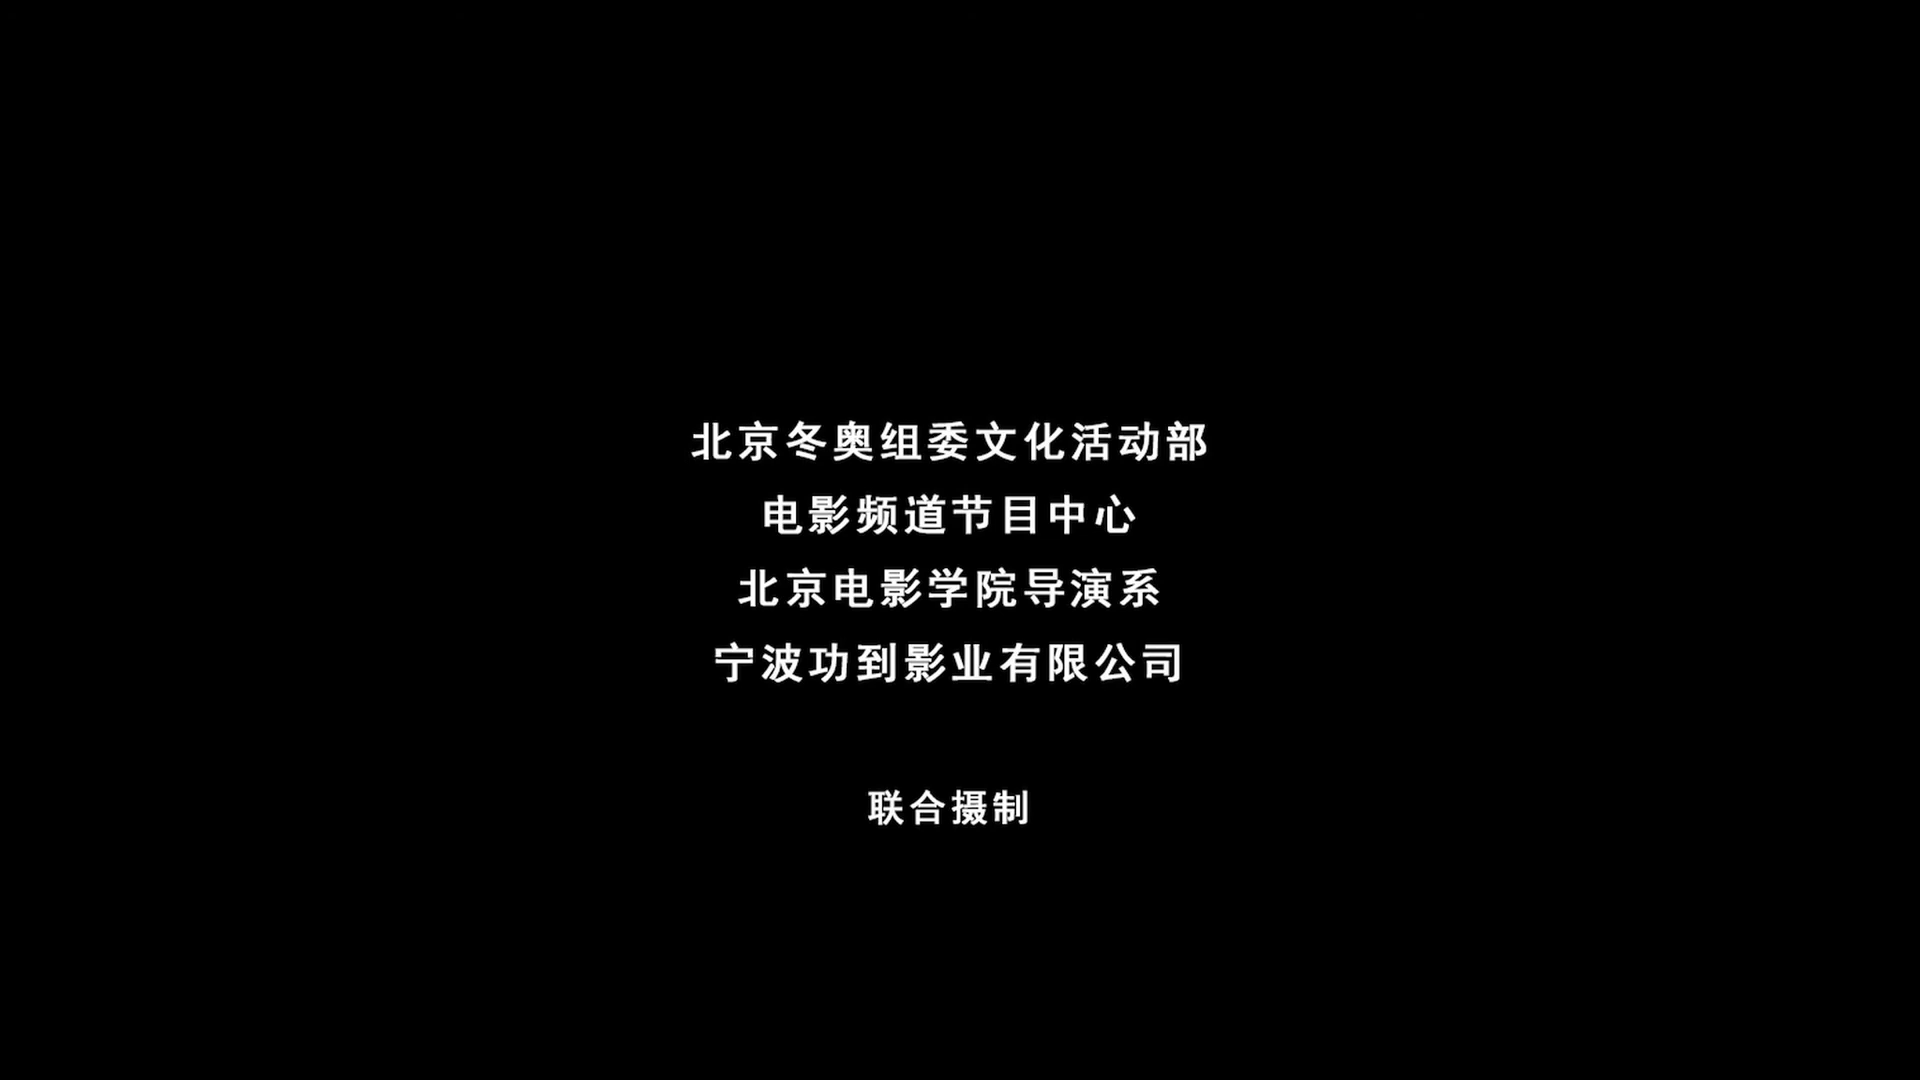 北京冬奥组委文化活动部
电影频道节目中心
北京电影学院导演系
宁波功到影业有限公司
联合摄制